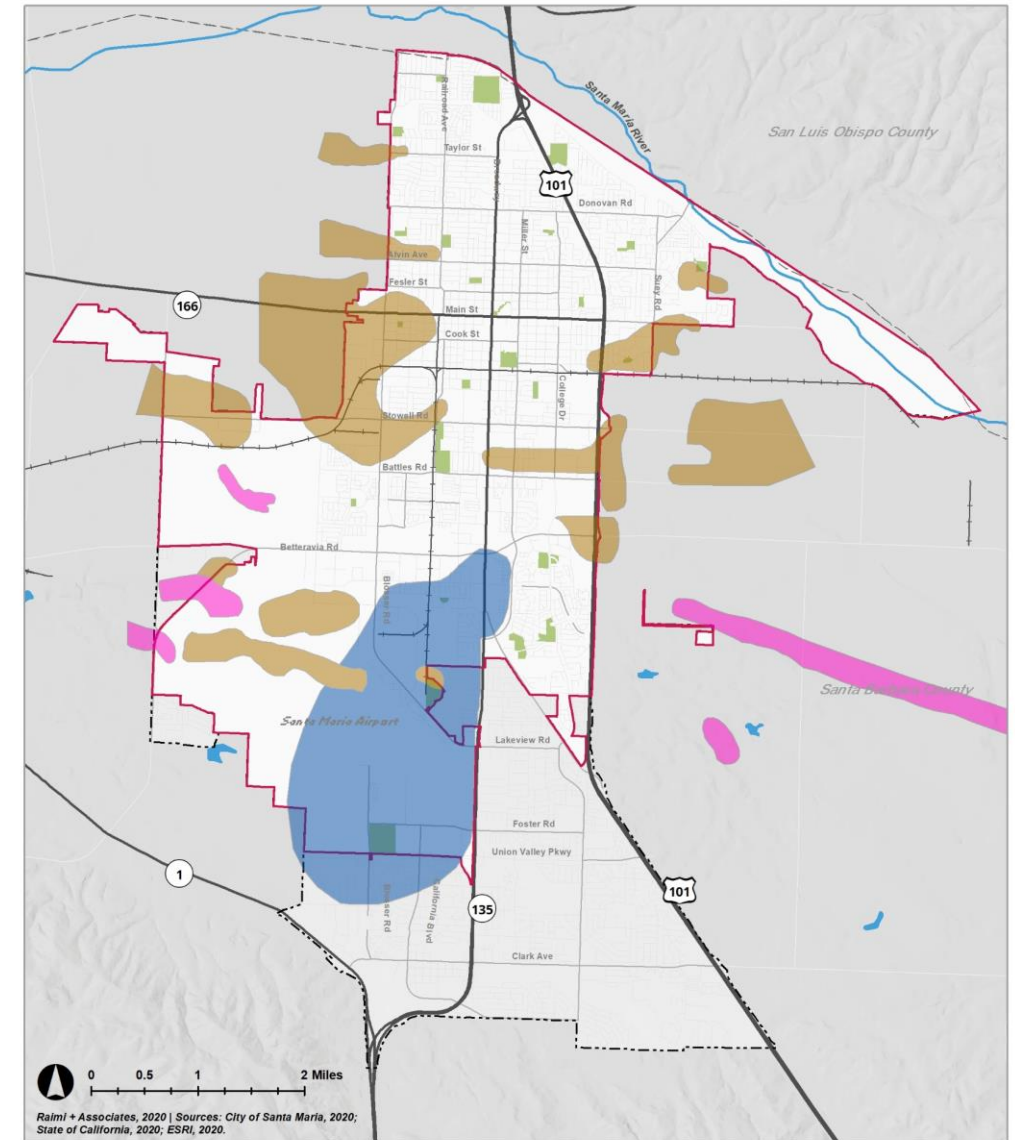 Santa Maria River
San Luis Obispo County
Railroad Ave
Taylor St
Broadway
101
Donovan Rd
Miller St
Alvin Ave
Suey Rd
Fesler St
166
Main St
Cook St
College Dr
Stowell Rd
Battles Rd
Betteravia Rd
Blosser Rd
Santa Barbara County
Santa Maria Airport
Lakeview Rd
Foster Rd
Union Valley Pkwy
1
101
Blosser Rd
California Blvd
135
Clark Ave
0 0.5 1 2 Miles
Raimi + Associates, 2020 | Sources: City of Santa Maria, 2020;
State of California, 2020; ESRI, 2020.